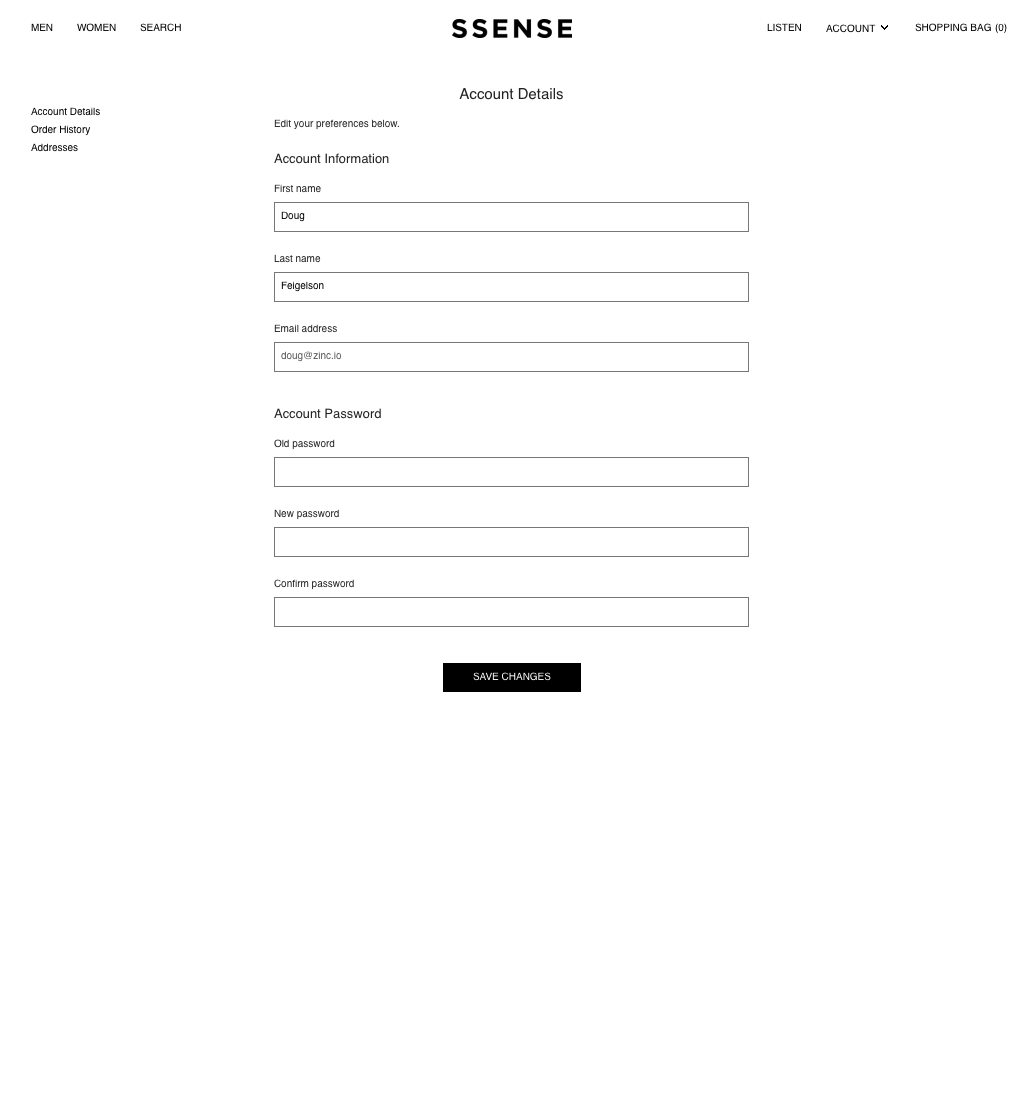 MEN WOMEN SEARCH SSENSE LISTEN ACCOUNT SHOPPING BAG (0)
Account Details
Order History
Addresses
Account Details
Edit your preferences below.
Account Information
First name
Doug
Last name
Feigelson
Email address
doug@zinc.io
Account Password
Old password
New password
Confirm password
SAVE CHANGES